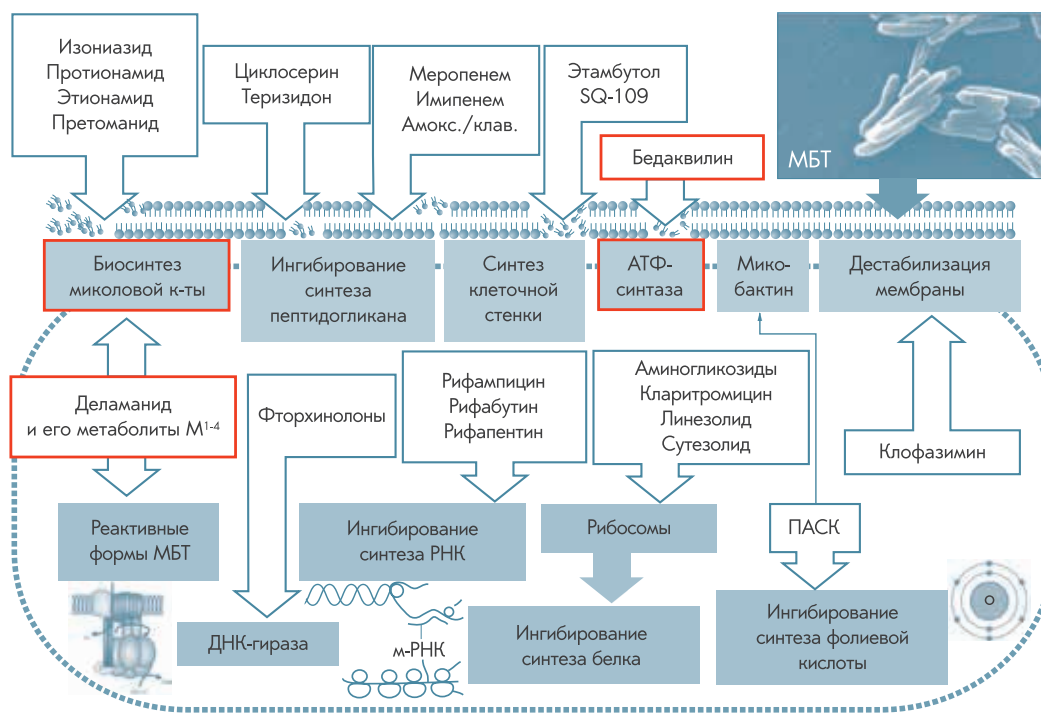 Изониазид
Протионамид
Этионамид
Претоманид
Циклосерин
Теризидон
Меропенем
Имипенем
Амокс./клав.
Этамбутол
SQ-109
Бедаквилин
МБТ
Биосинтез
миколовой к-ты
Ингибирование
синтеза
пептидогликана
Синтез
клеточной
стенки
АТФ-
синтаза
Мико-
бактин
Дестабилизация
мембраны
Деламанид
и его метаболиты М¹⁻⁴
Фторхинолоны
Рифампицин
Рифабутин
Рифапентин
Аминогликозиды
Кларитромицин
Линезолид
Сутезолид
Клофазимин
Реактивные
формы МБТ
Ингибирование
синтеза РНК
Рибосомы
ПАСК
ДНК-гираза
м-РНК
Ингибирование
синтеза белка
Ингибирование
синтеза фолиевой
кислоты